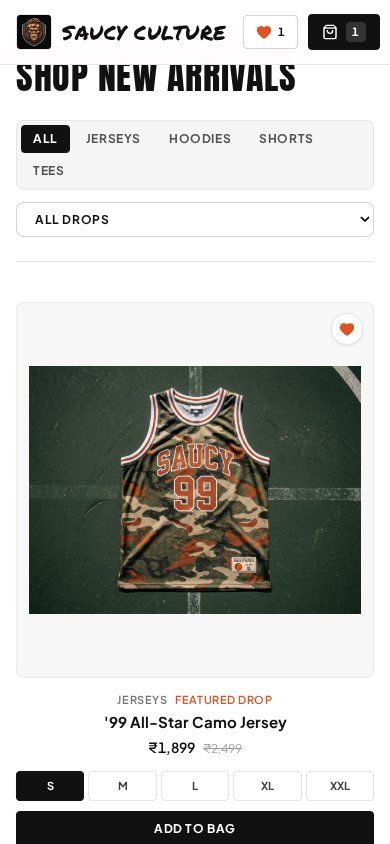 SAUCY CULTURE
1
1
SHOP NEW ARRIVALS
ALL
JERSEYS
HOODIES
SHORTS
TEES
ALL DROPS
SAUCY
99
JERSEYS FEATURED DROP
'99 All-Star Camo Jersey
₹1,899 ₹2,499
S
M
L
XL
XXL
ADD TO BAG